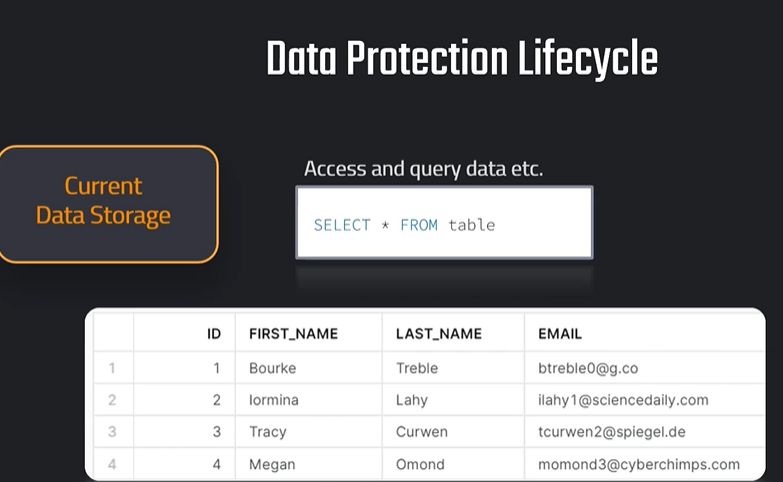 Data Protection Lifecycle
Current
Data Storage
Access and query data etc.
SELECT * FROM table
ID FIRST_NAME LAST_NAME EMAIL
1 1 Bourke Treble btreble0@g.co
2 2 Iormina Lahy ilahy1@sciencedaily.com
3 3 Tracy Curwen tcurwen2@spiegel.de
4 4 Megan Omond momond3@cyberchimps.com